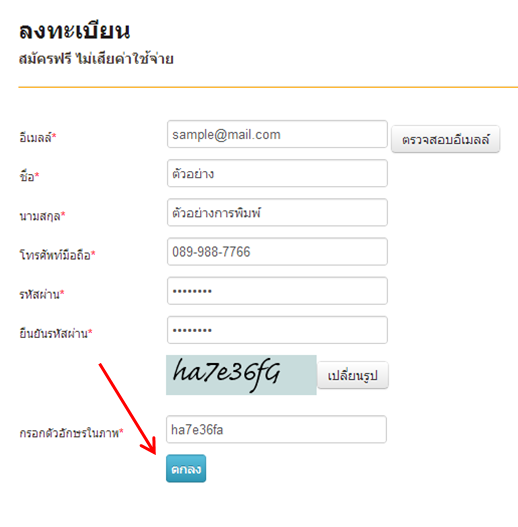 ลงทะเบียน
สมัครฟรี ไม่เสียค่าใช้จ่าย
อีเมลล์* sample@mail.com ตรวจสอบอีเมลล์
ชื่อ* ตัวอย่าง
นามสกุล* ตัวอย่างการพิมพ์
โทรศัพท์มือถือ* 089-988-7766
รหัสผ่าน* ••••••••
ยืนยันรหัสผ่าน* ••••••••
ha7e36fG เปลี่ยนรูป
กรอกตัวอักษรในภาพ* ha7e36fa
ตกลง